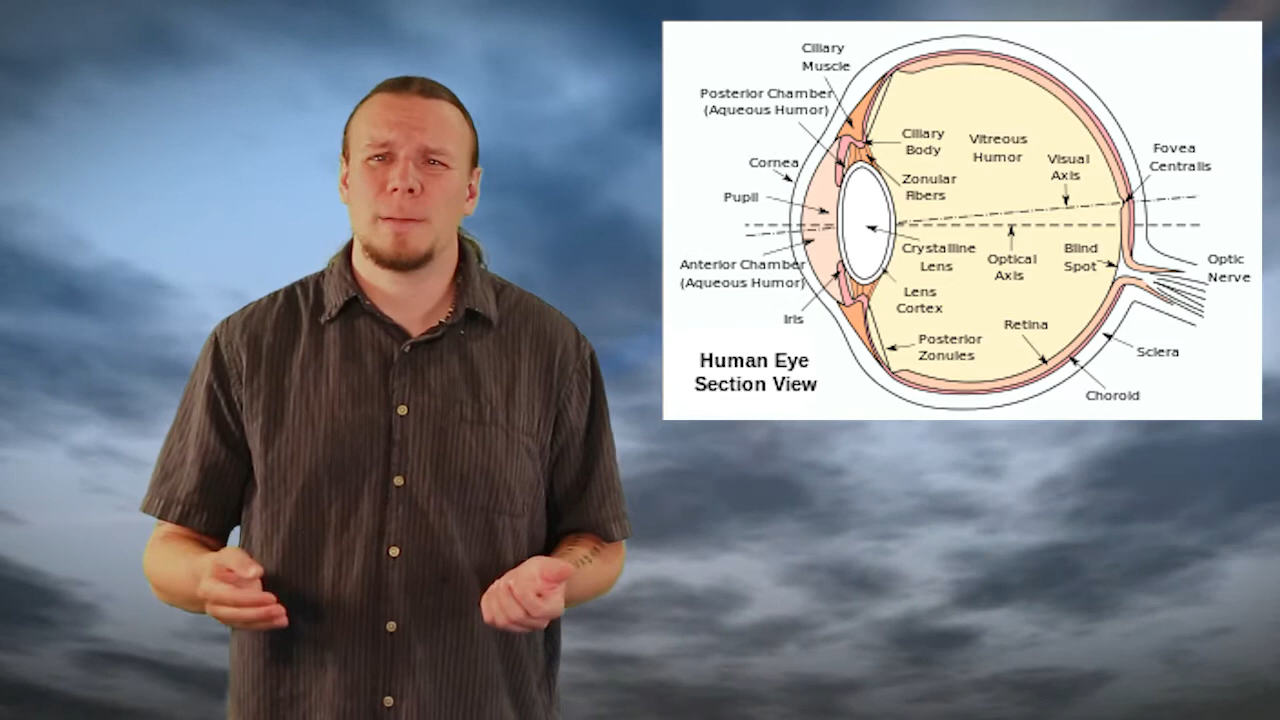 Ciliary
Muscle
Posterior Chamber
(Aqueous Humor)
Cornea
Pupil
Anterior Chamber
(Aqueous Humor)
Iris
Ciliary
Body
Zonular
Fibers
Vitreous
Humor
Visual
Axis
Fovea
Centralis
Crystalline
Lens
Optical
Axis
Blind
Spot
Optic
Nerve
Lens
Cortex
Retina
Posterior
Zonules
Sclera
Choroid
Human Eye
Section View